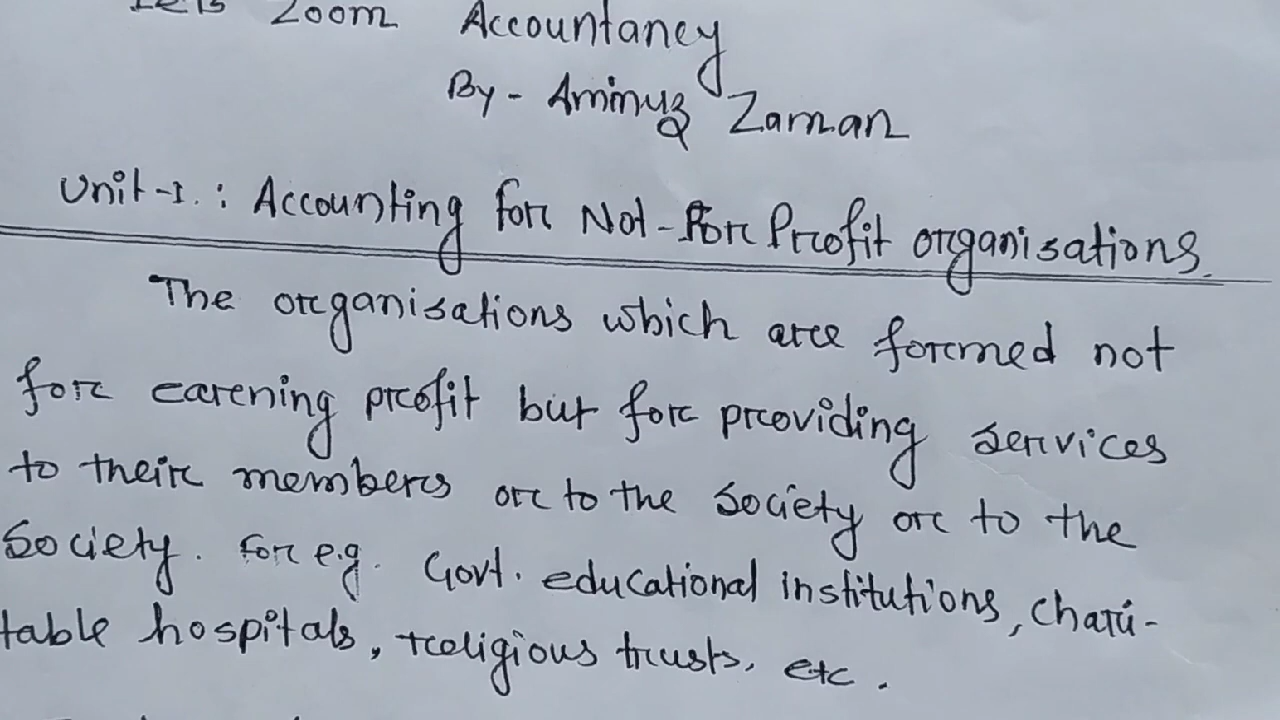 Zoom Accountancy
By - Aminuz Zaman
Unit-I. : Accounting for Not-For Profit organisations.
The organisations which are formed not
for earening profit but for providing services
to their members or to the society or to the
Society. For e.g. Govt. educational institutions, chari-
table hospitals, religious trusts, etc.